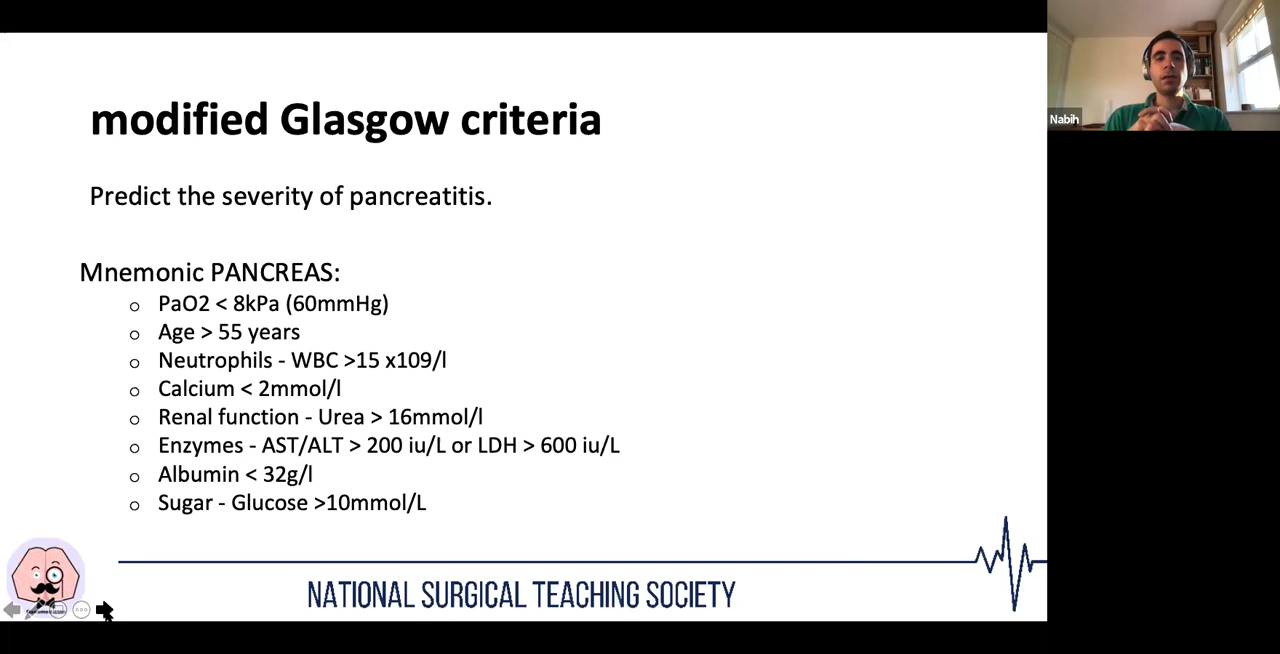 modified Glasgow criteria
Predict the severity of pancreatitis.
Mnemonic PANCREAS:
PaO2 < 8kPa (60mmHg)
Age > 55 years
Neutrophils - WBC >15 x109/l
Calcium < 2mmol/l
Renal function - Urea > 16mmol/l
Enzymes - AST/ALT > 200 iu/L or LDH > 600 iu/L
Albumin < 32g/l
Sugar - Glucose >10mmol/L
NATIONAL SURGICAL TEACHING SOCIETY
Nabih